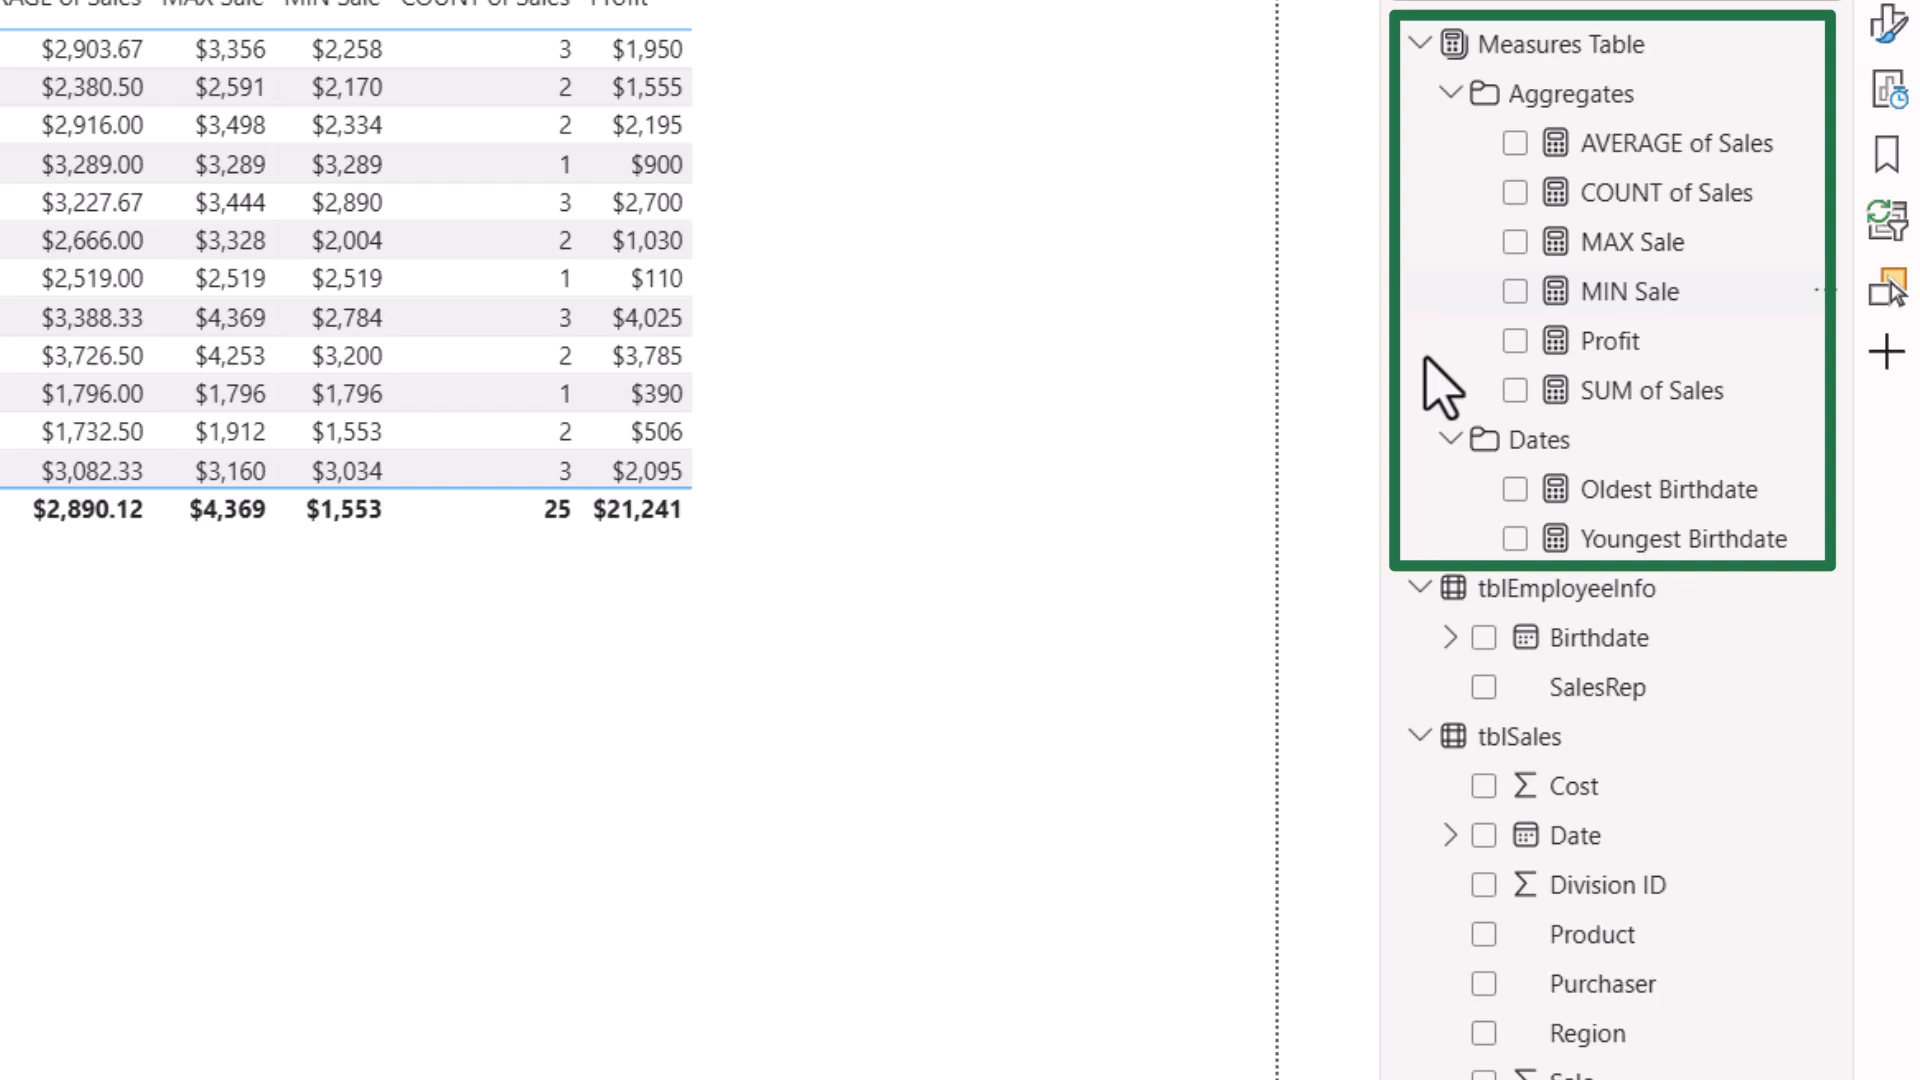 MAX Sale MIN Sale COUNT of Sales Profit
$2,903.67 $3,356 $2,258 3 $1,950
$2,380.50 $2,591 $2,170 2 $1,555
$2,916.00 $3,498 $2,334 2 $2,195
$3,289.00 $3,289 $3,289 1 $900
$3,227.67 $3,444 $2,890 3 $2,700
$2,666.00 $3,328 $2,004 2 $1,030
$2,519.00 $2,519 $2,519 1 $110
$3,388.33 $4,369 $2,784 3 $4,025
$3,726.50 $4,253 $3,200 2 $3,785
$1,796.00 $1,796 $1,796 1 $390
$1,732.50 $1,912 $1,553 2 $506
$3,082.33 $3,160 $3,034 3 $2,095
$2,890.12 $4,369 $1,553 25 $21,241
Measures Table
Aggregates
AVERAGE of Sales
COUNT of Sales
MAX Sale
MIN Sale
Profit
SUM of Sales
Dates
Oldest Birthdate
Youngest Birthdate
tblEmployeeInfo
Birthdate
SalesRep
tblSales
Σ Cost
Date
Σ Division ID
Product
Purchaser
Region